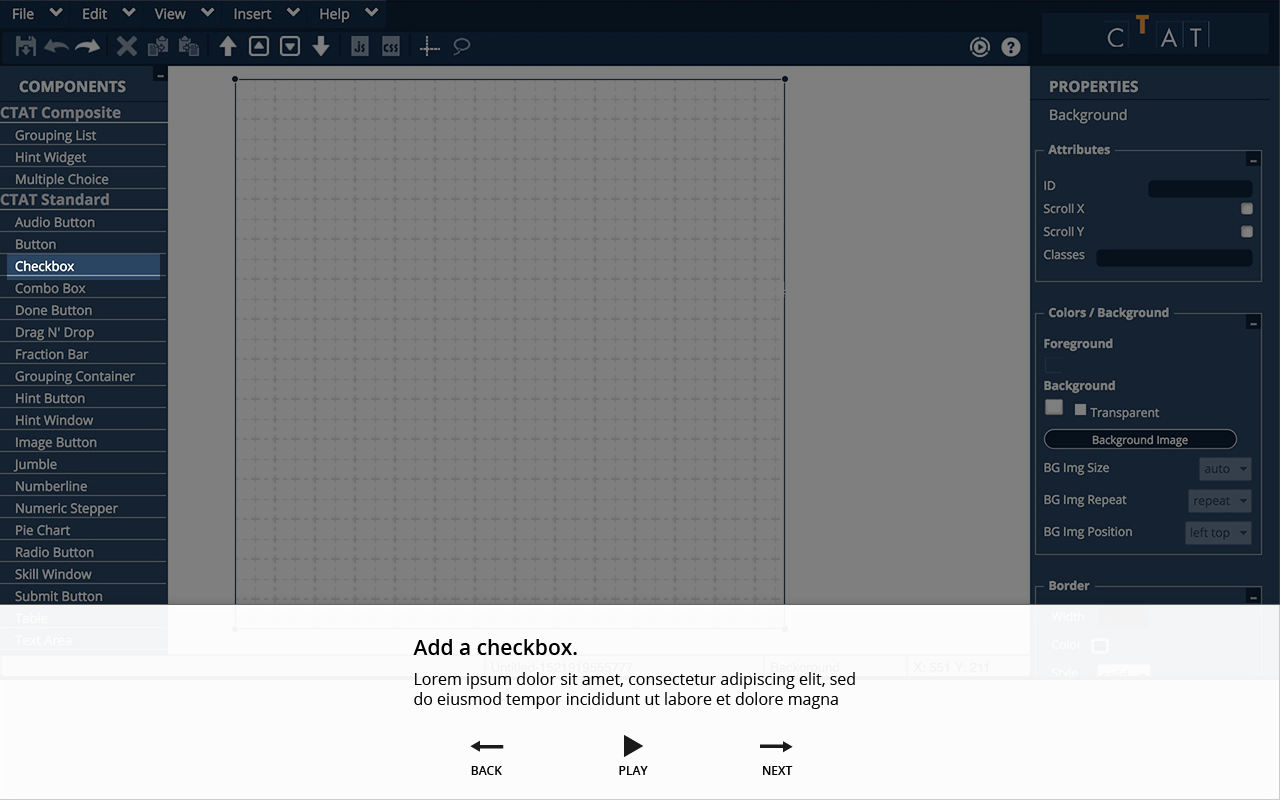 File Edit View Insert Help
Js css
?
C T A T
COMPONENTS
CTAT Composite
Grouping List
Hint Widget
Multiple Choice
CTAT Standard
Audio Button
Button
Checkbox
Combo Box
Done Button
Drag N' Drop
Fraction Bar
Grouping Container
Hint Button
Hint Window
Image Button
Jumble
Numberline
Numeric Stepper
Pie Chart
Radio Button
Skill Window
Submit Button
Table
Text Area
PROPERTIES
Background
Attributes
ID
Scroll X
Scroll Y
Classes
Colors / Background
Foreground
Background
Transparent
Background Image
BG Img Size auto
BG Img Repeat repeat
BG Img Position left top
Border
Width
Color
Style
Background X: 551 Y: 211
Add a checkbox.
Lorem ipsum dolor sit amet, consectetur adipiscing elit, sed
do eiusmod tempor incididunt ut labore et dolore magna
BACK PLAY NEXT